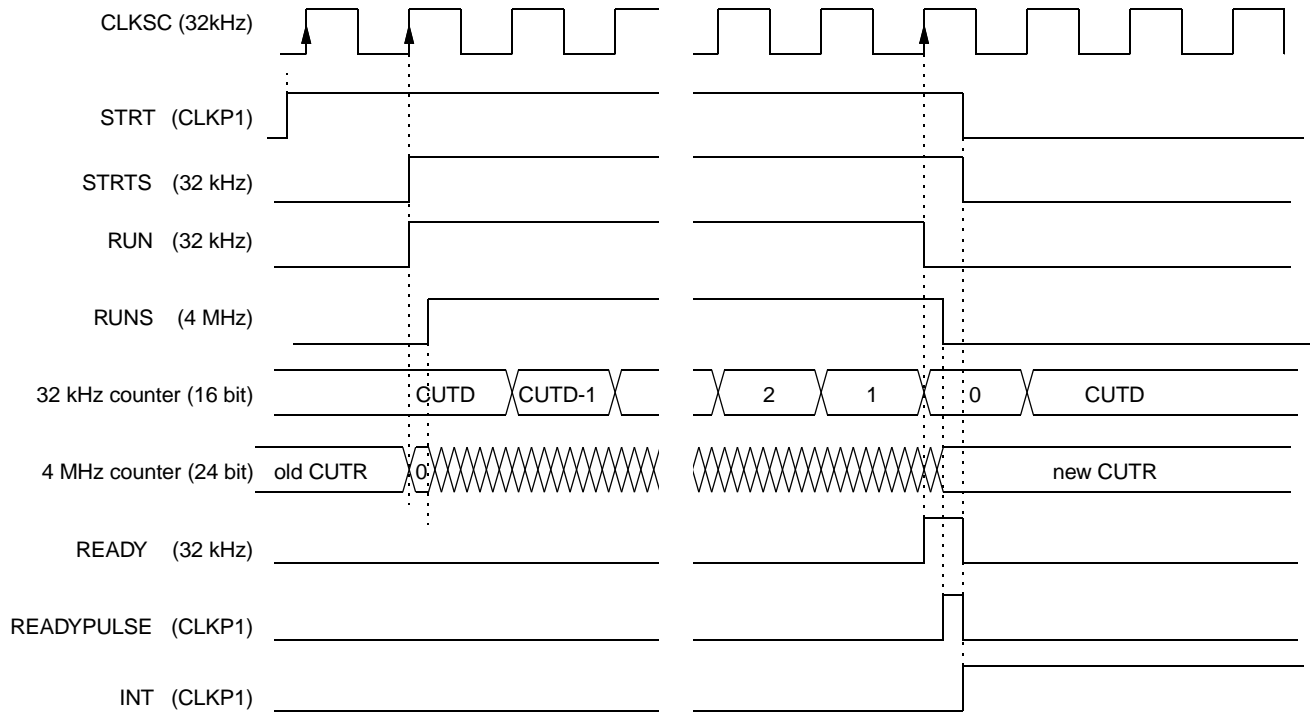 CLKSC (32kHz)
STRT (CLKP1)
STRTS (32 kHz)
RUN (32 kHz)
RUNS (4 MHz)
32 kHz counter (16 bit) CUTD CUTD-1 2 1 0 CUTD
4 MHz counter (24 bit) old CUTR 0 new CUTR
READY (32 kHz)
READYPULSE (CLKP1)
INT (CLKP1)